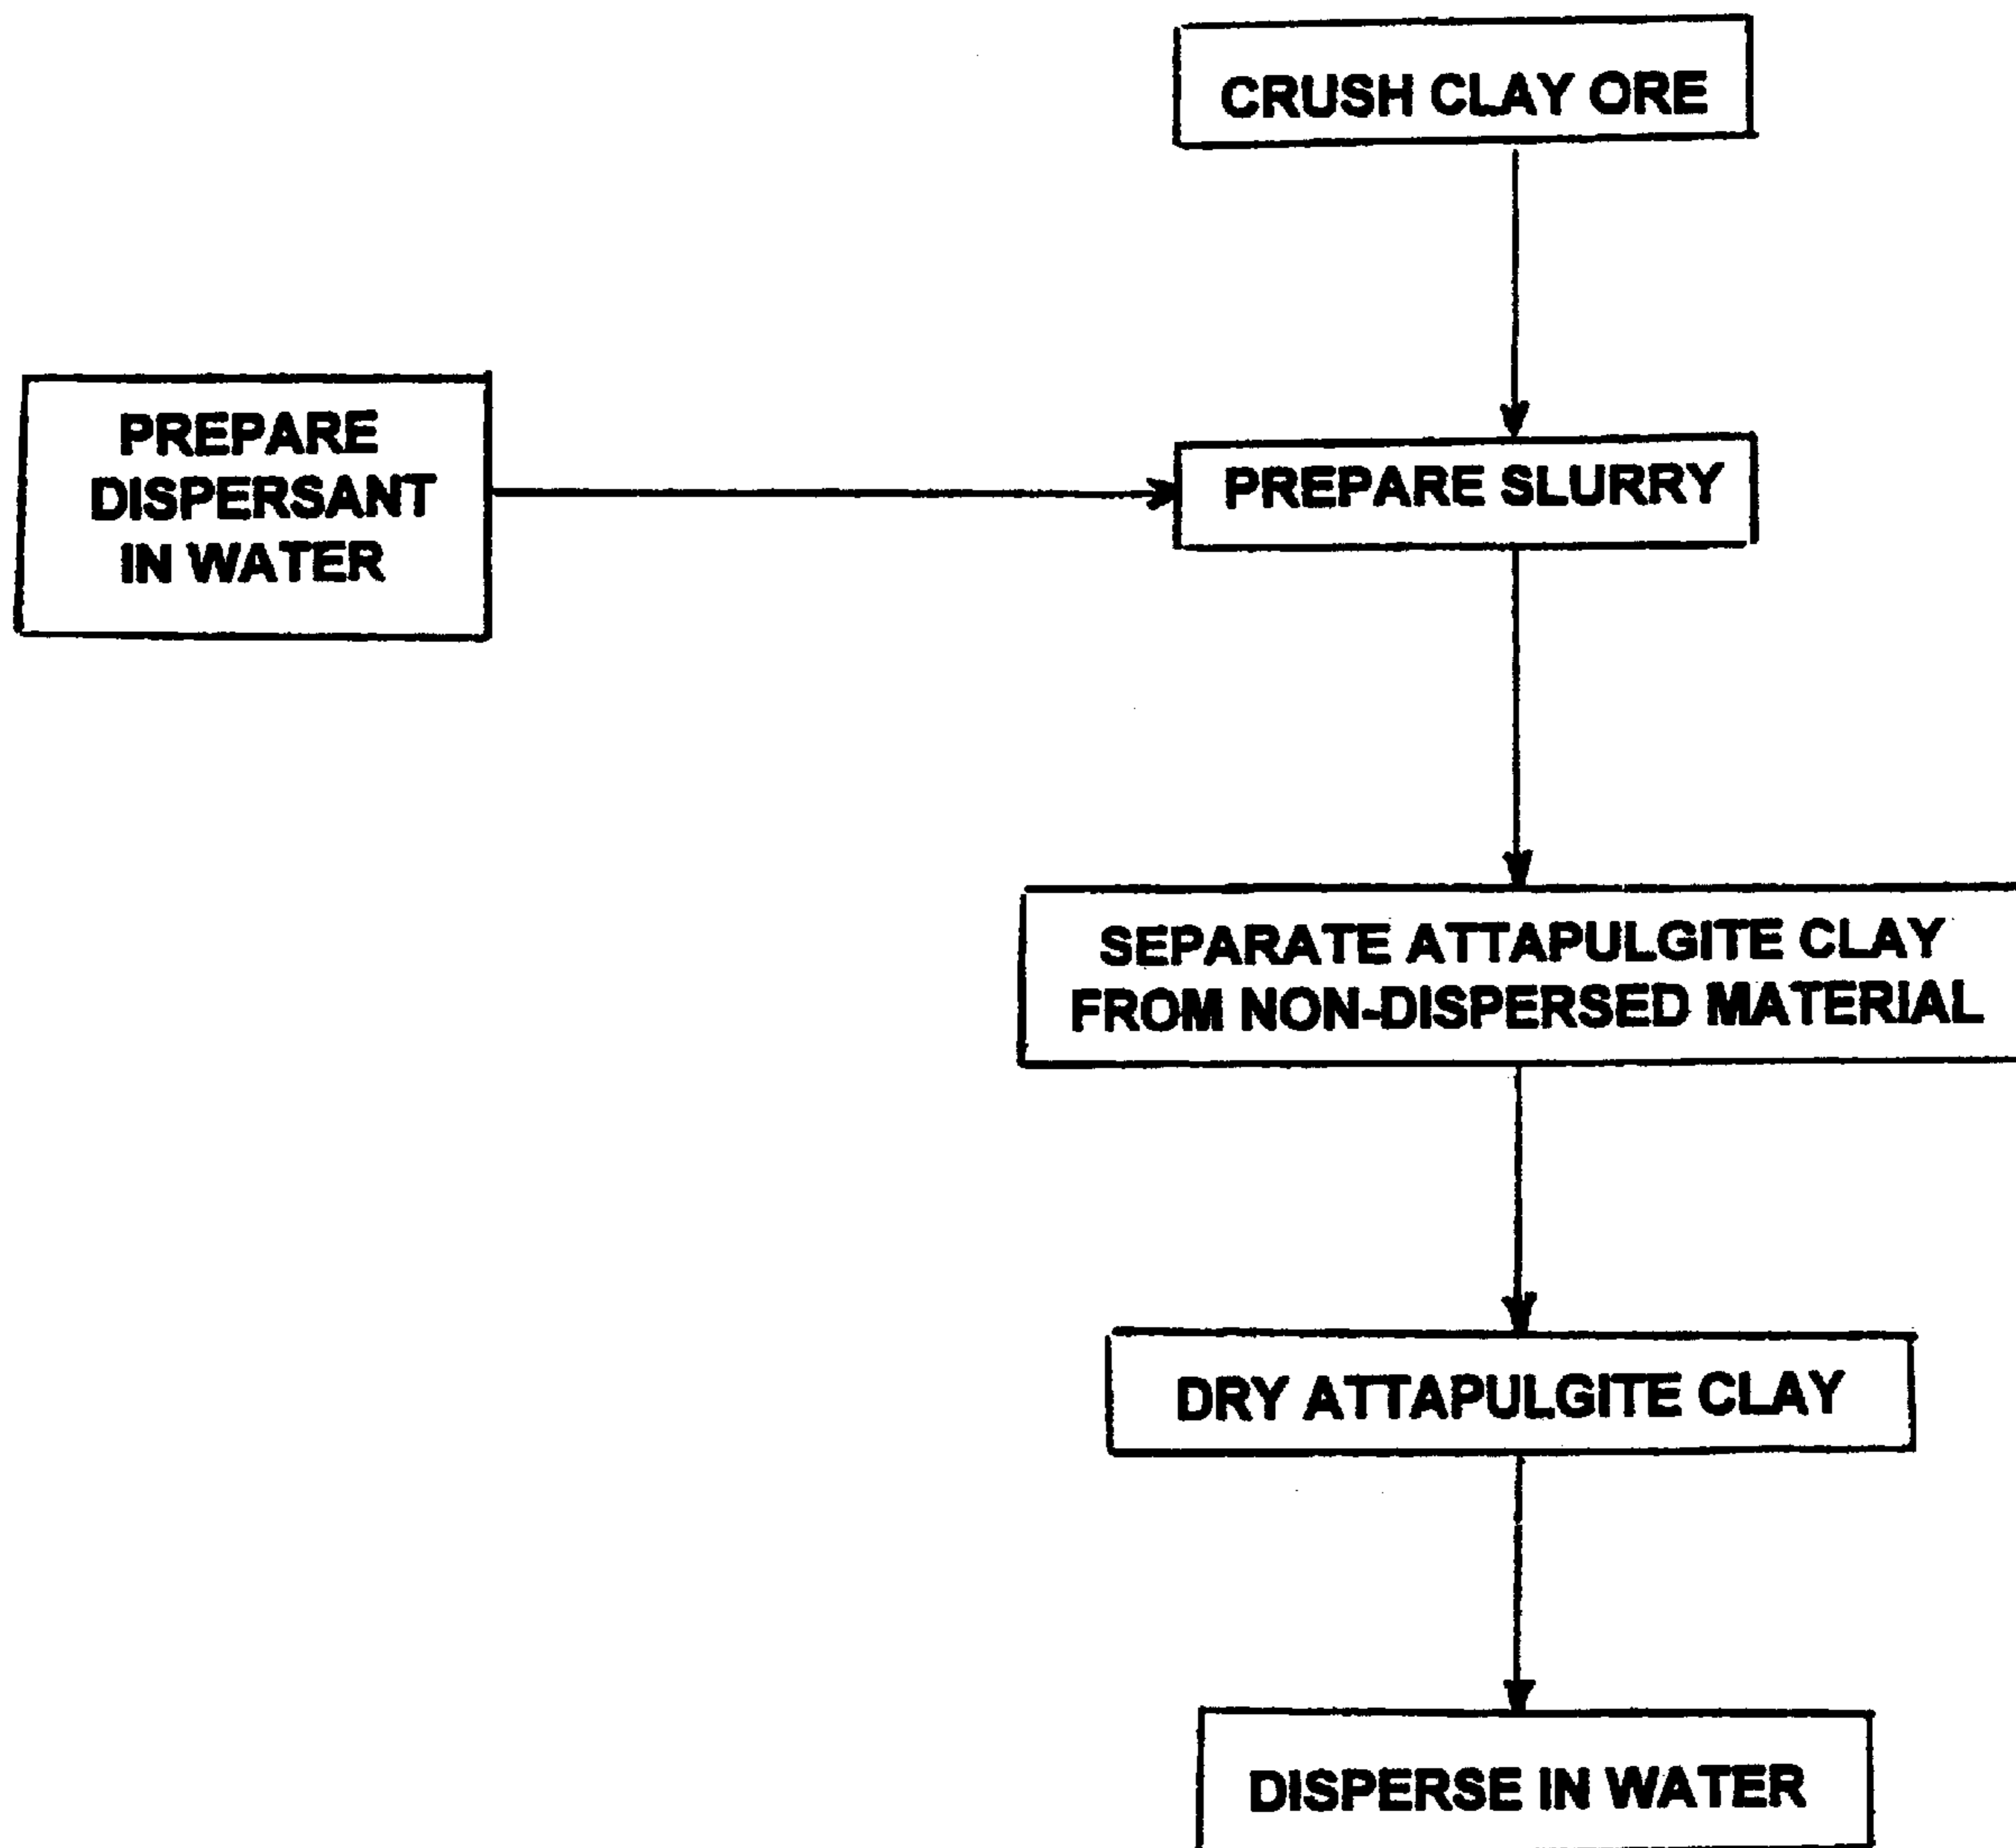 CRUSH CLAY ORE
PREPARE
DISPERSANT
IN WATER
PREPARE SLURRY
SEPARATE ATTAPULGITE CLAY
FROM NON-DISPERSED MATERIAL
DRY ATTAPULGITE CLAY
DISPERSE IN WATER